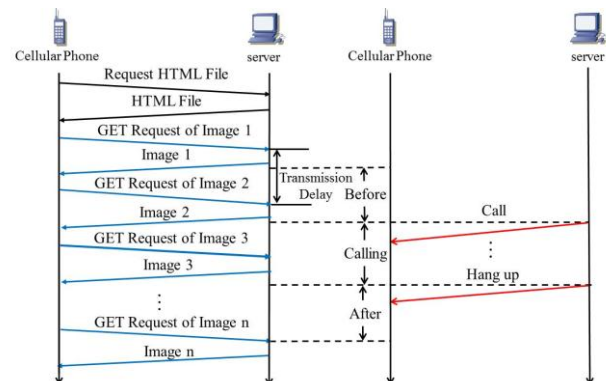 Cellular Phone
server
Cellular Phone
server
Request HTML File
HTML File
GET Request of Image 1
Image 1
GET Request of Image 2
Transmission
Delay
Before
Image 2
Call
GET Request of Image 3
Calling
⋮
Image 3
Hang up
⋮
After
GET Request of Image n
Image n